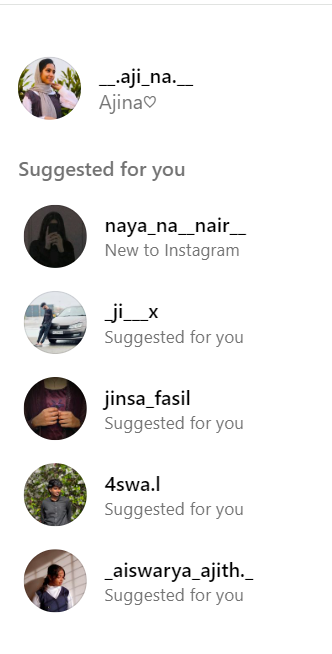 __.aji_na.__
Ajina♡
Suggested for you
naya_na__nair__
New to Instagram
_ji___x
Suggested for you
jinsa_fasil
Suggested for you
4swa.l
Suggested for you
_aiswarya_ajith._
Suggested for you